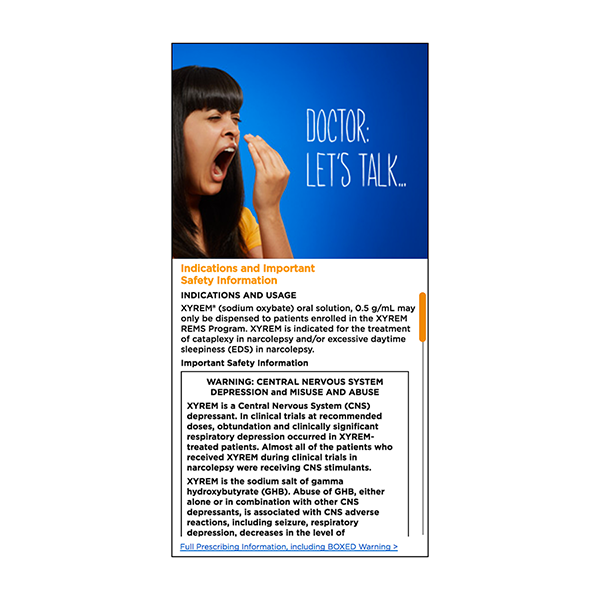 DOCTOR:
LET'S TALK...
Indications and Important
Safety Information
INDICATIONS AND USAGE
XYREM® (sodium oxybate) oral solution, 0.5 g/mL may
only be dispensed to patients enrolled in the XYREM
REMS Program. XYREM is indicated for the treatment
of cataplexy in narcolepsy and/or excessive daytime
sleepiness (EDS) in narcolepsy.
Important Safety Information
WARNING: CENTRAL NERVOUS SYSTEM
DEPRESSION and MISUSE AND ABUSE
XYREM is a Central Nervous System (CNS)
depressant. In clinical trials at recommended
doses, obtundation and clinically significant
respiratory depression occurred in XYREM-
treated patients. Almost all of the patients who
received XYREM during clinical trials in
narcolepsy were receiving CNS stimulants.
XYREM is the sodium salt of gamma
hydroxybutyrate (GHB). Abuse of GHB, either
alone or in combination with other CNS
depressants, is associated with CNS adverse
reactions, including seizure, respiratory
depression, decreases in the level of
Full Prescribing Information, including BOXED Warning >